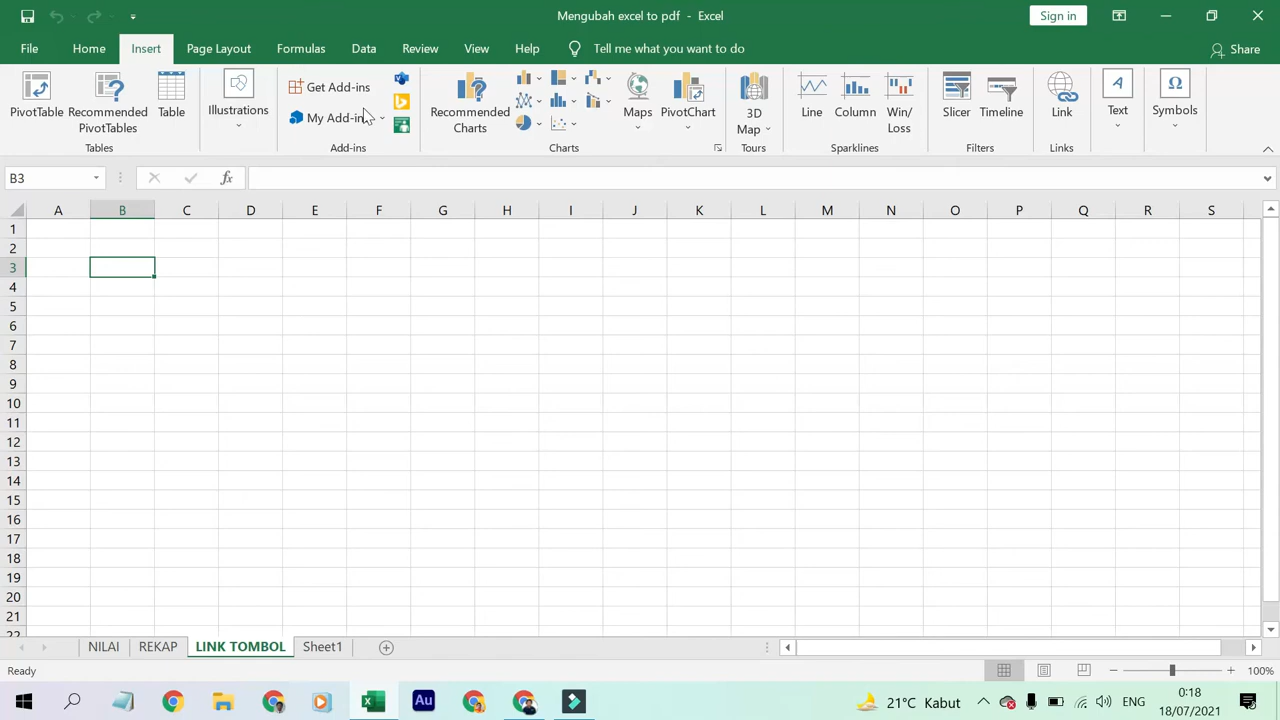 Mengubah excel to pdf - Excel
Sign in
File Home Insert Page Layout Formulas Data Review View Help Tell me what you want to do Share
PivotTable
Recommended
PivotTables
Table
Tables
Illustrations
Get Add-ins
My Add-ins
Add-ins
Recommended
Charts
Maps
PivotChart
Charts
3D
Map
Tours
Line
Column
Win/
Loss
Sparklines
Slicer
Timeline
Filters
Link
Links
Text
Symbols
B3
fx
A B C D E F G H I J K L M N O P Q R S
1
2
3
4
5
6
7
8
9
10
11
12
13
14
15
16
17
18
19
20
21
22
NILAI REKAP LINK TOMBOL Sheet1
Ready
100%
Au
21°C Kabut
ENG
0:18
18/07/2021